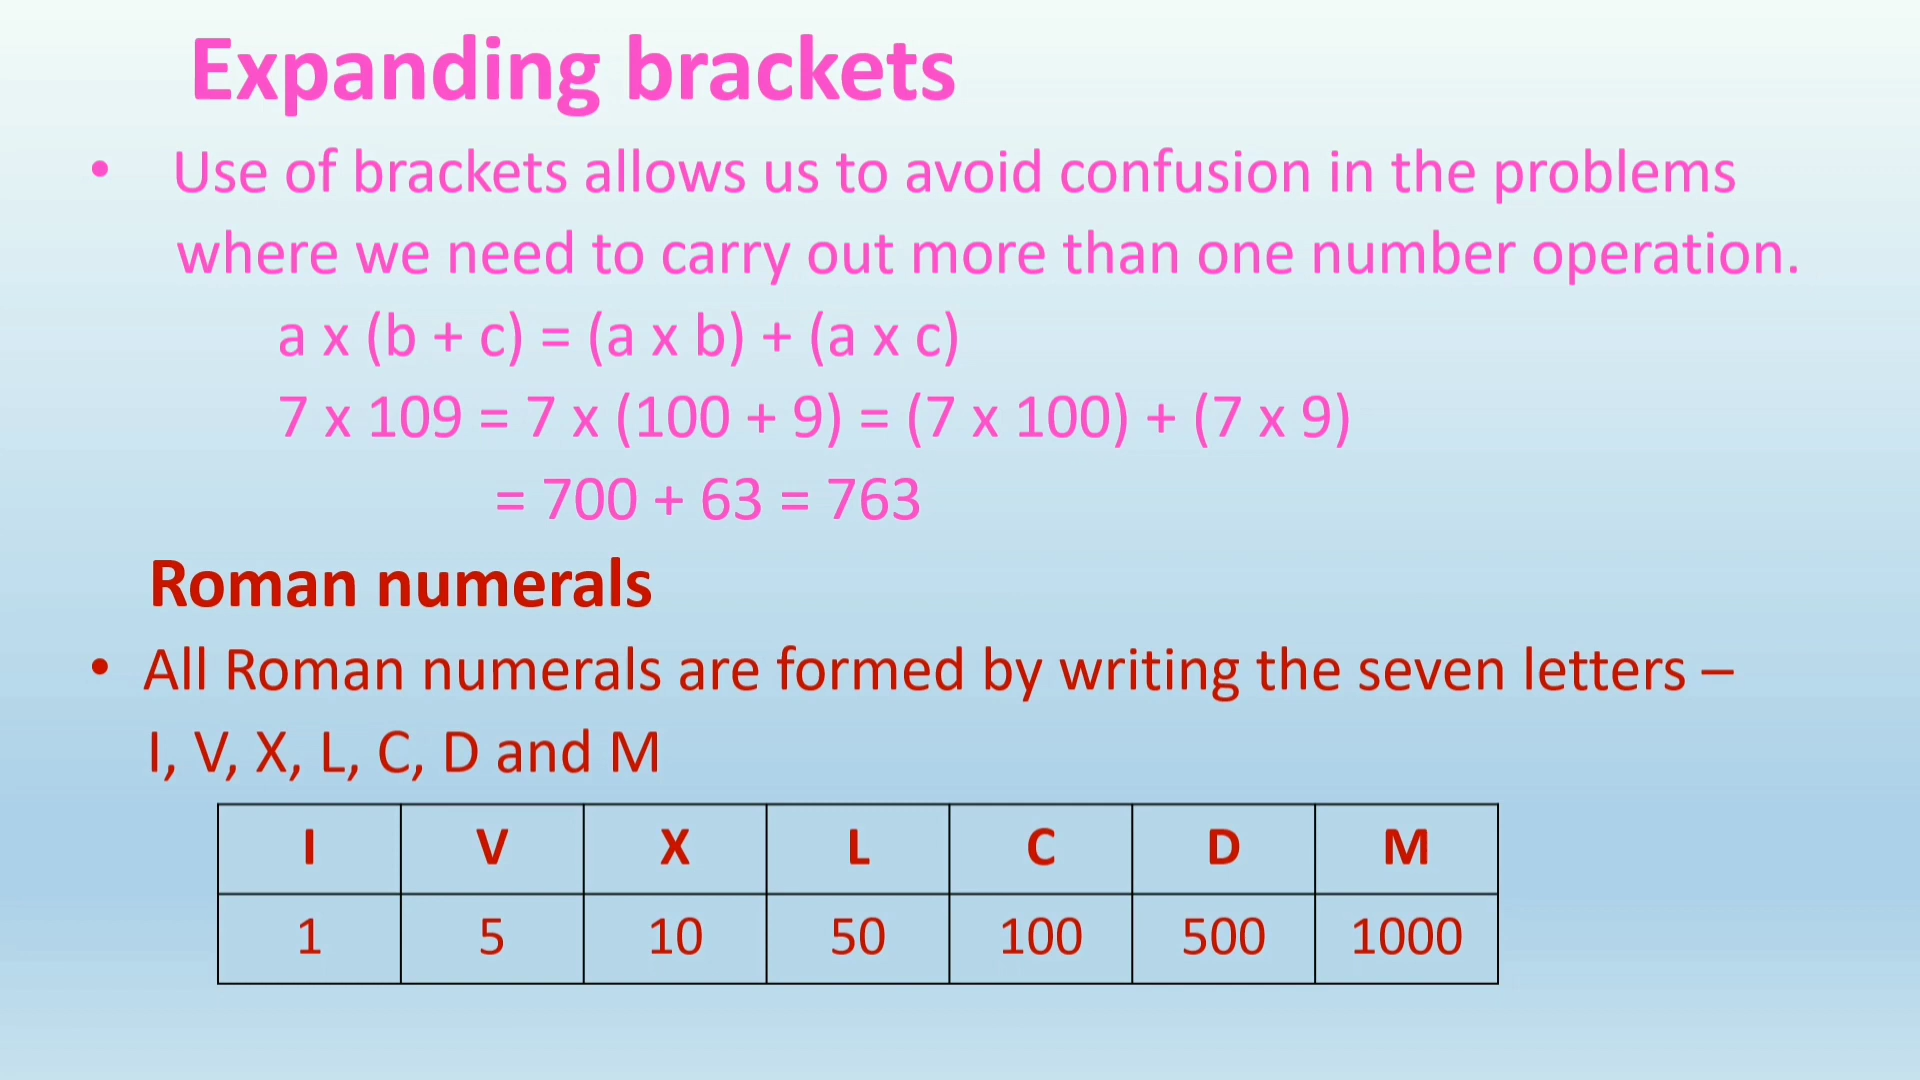 Expanding brackets
• Use of brackets allows us to avoid confusion in the problems
where we need to carry out more than one number operation.
a x (b + c) = (a x b) + (a x c)
7 x 109 = 7 x (100 + 9) = (7 x 100) + (7 x 9)
= 700 + 63 = 763
Roman numerals
• All Roman numerals are formed by writing the seven letters –
I, V, X, L, C, D and M
I V X L C D M
1 5 10 50 100 500 1000